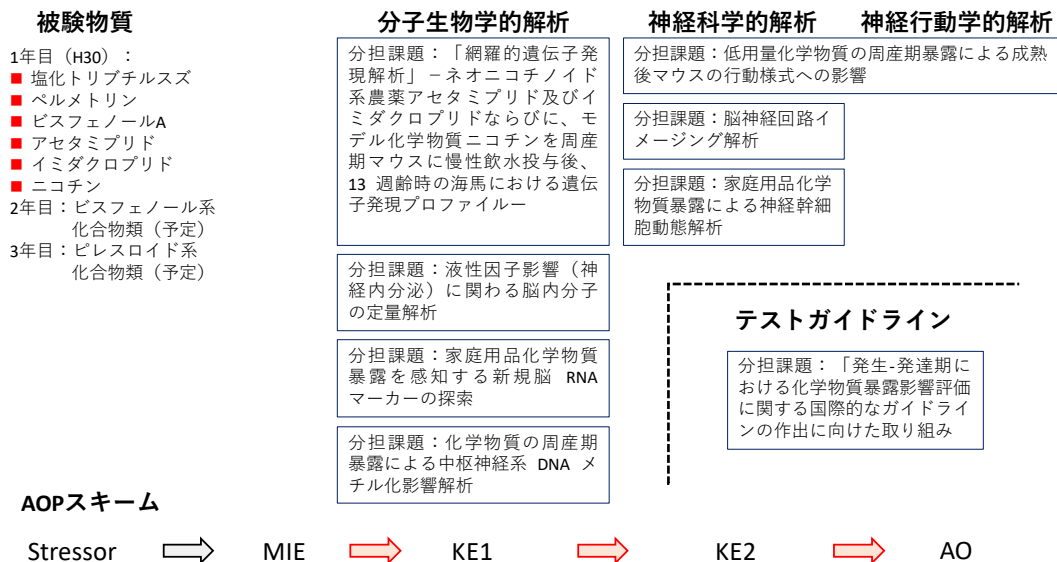 被験物質
1年目（H30）：
■ 塩化トリブチルスズ
■ ペルメトリン
■ ビスフェノールA
■ アセタミプリド
■ イミダクロプリド
■ ニコチン
2年目：ビスフェノール系
化合物類（予定）
3年目：ピレスロイド系
化合物類（予定）
分子生物学的解析
分担課題：「網羅的遺伝子発
現解析」－ネオニコチノイド
系農薬アセタミプリド及びイ
ミダクロプリドならびに、モ
デル化学物質ニコチンを周産
期マウスに慢性飲水投与後、
13 週齢時の海馬における遺伝
子発現プロファイルー
分担課題：液性因子影響（神
経内分泌）に関わる脳内分子
の定量解析
分担課題：家庭用品化学物質
暴露を感知する新規脳 RNA
マーカーの探索
分担課題：化学物質の周産期
暴露による中枢神経系 DNA メ
チル化影響解析
神経科学的解析
神経行動学的解析
分担課題：低用量化学物質の周産期暴露による成熟
後マウスの行動様式への影響
分担課題：脳神経回路イ
メージング解析
分担課題：家庭用品化学
物質暴露による神経幹細
胞動態解析
テストガイドライン
分担課題：「発生-発達期に
おける化学物質暴露影響評価
に関する国際的なガイドライ
ンの作出に向けた取り組み
AOPスキーム
Stressor MIE KE1 KE2 AO